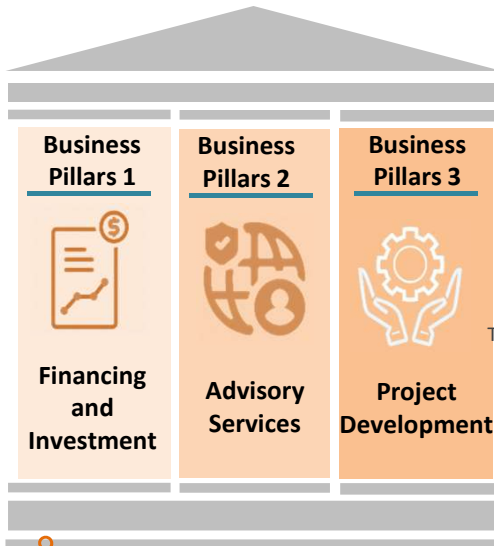 Business
Pillars 1
Financing
and
Investment
Business
Pillars 2
Advisory
Services
Business
Pillars 3
Project
Development
T
$